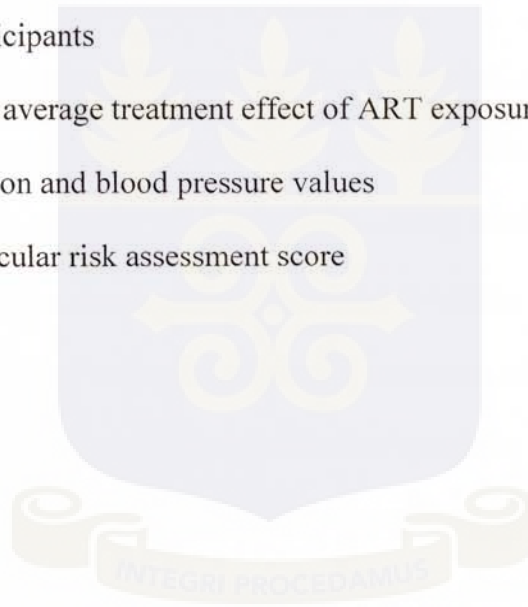 icipants
average treatment effect of ART exposur
on and blood pressure values
cular risk assessment score
INTEGRI PROCEDAMUS